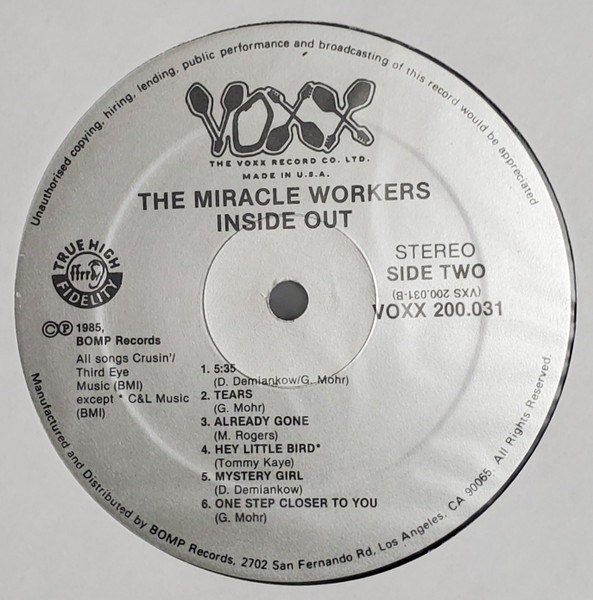 Unauthorised copying, hiring, lending, public performance and broadcasting of this record would be appreciated
VOXX
THE VOXX RECORD CO. LTD.
MADE IN U.S.A.
THE MIRACLE WORKERS
INSIDE OUT
TRUE HIGH
ffrr
FIDELITY
STEREO
SIDE TWO
(VXS 200.031-B)
VOXX 200.031
©℗ 1985,
BOMP Records
All songs Crusin'/
Third Eye
Music (BMI)
except * C&L Music
(BMI)
1. 5:35
(D. Demiankow/G. Mohr)
2. TEARS
(G. Mohr)
3. ALREADY GONE
(M. Rogers)
4. HEY LITTLE BIRD*
(Tommy Kaye)
5. MYSTERY GIRL
(D. Demiankow)
6. ONE STEP CLOSER TO YOU
(G. Mohr)
Manufactured and Distributed by BOMP Records, 2702 San Fernando Rd, Los Angeles, CA 90065. All Rights Reserved.